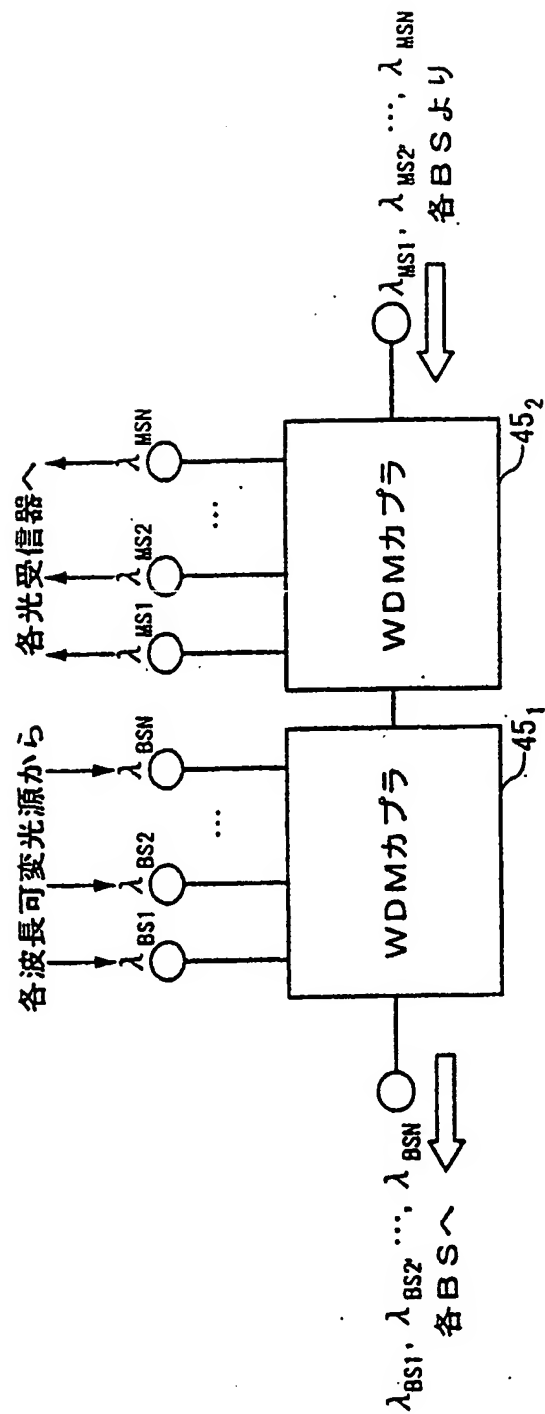 各波長可変光源から
各光受信器へ
λBS1 λBS2 ... λBSN
λMS1 λMS2 ... λMSN
WDMカプラ
WDMカプラ
45₁
45₂
λBS1, λBS2, ..., λBSN
各BSへ
λMS1, λMS2, ..., λMSN
各BSより